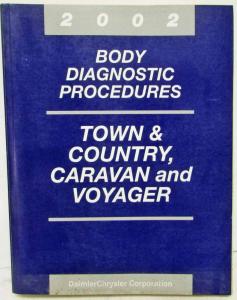 2002
BODY
DIAGNOSTIC
PROCEDURES
TOWN &
COUNTRY,
CARAVAN and
VOYAGER
DaimlerChrysler Corporation